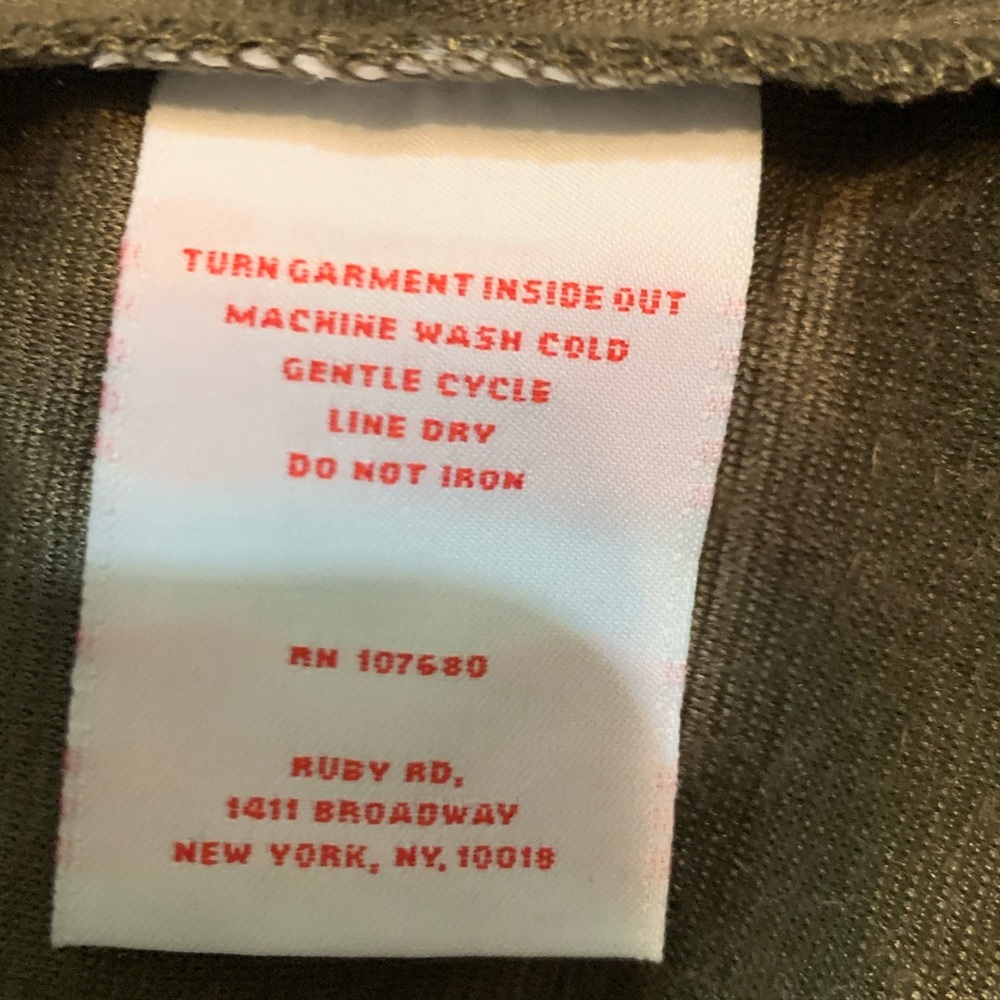 TURN GARMENT INSIDE OUT
MACHINE WASH COLD
GENTLE CYCLE
LINE DRY
DO NOT IRON
RN 107680
RUBY RD.
1411 BROADWAY
NEW YORK, NY. 10018